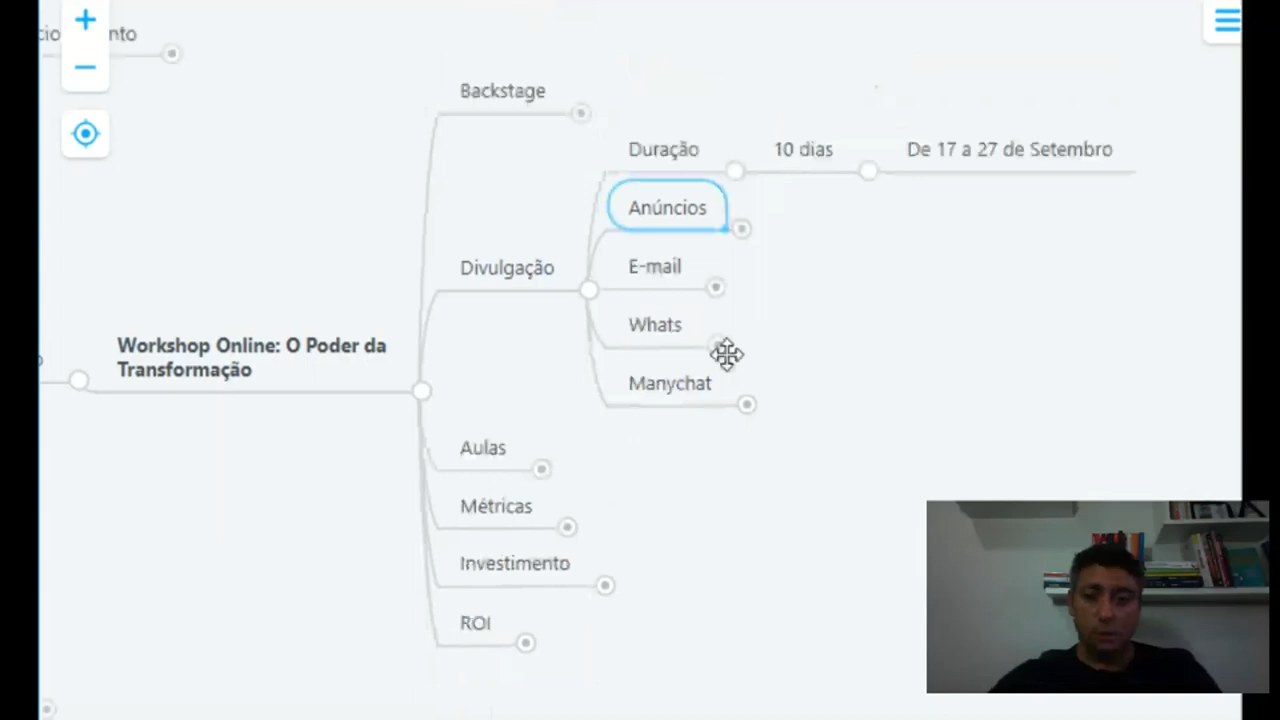 Backstage
Duração
10 dias
De 17 a 27 de Setembro
Anúncios
Divulgação
E-mail
Whats
Manychat
Workshop Online: O Poder da
Transformação
Aulas
Métricas
Investimento
ROI